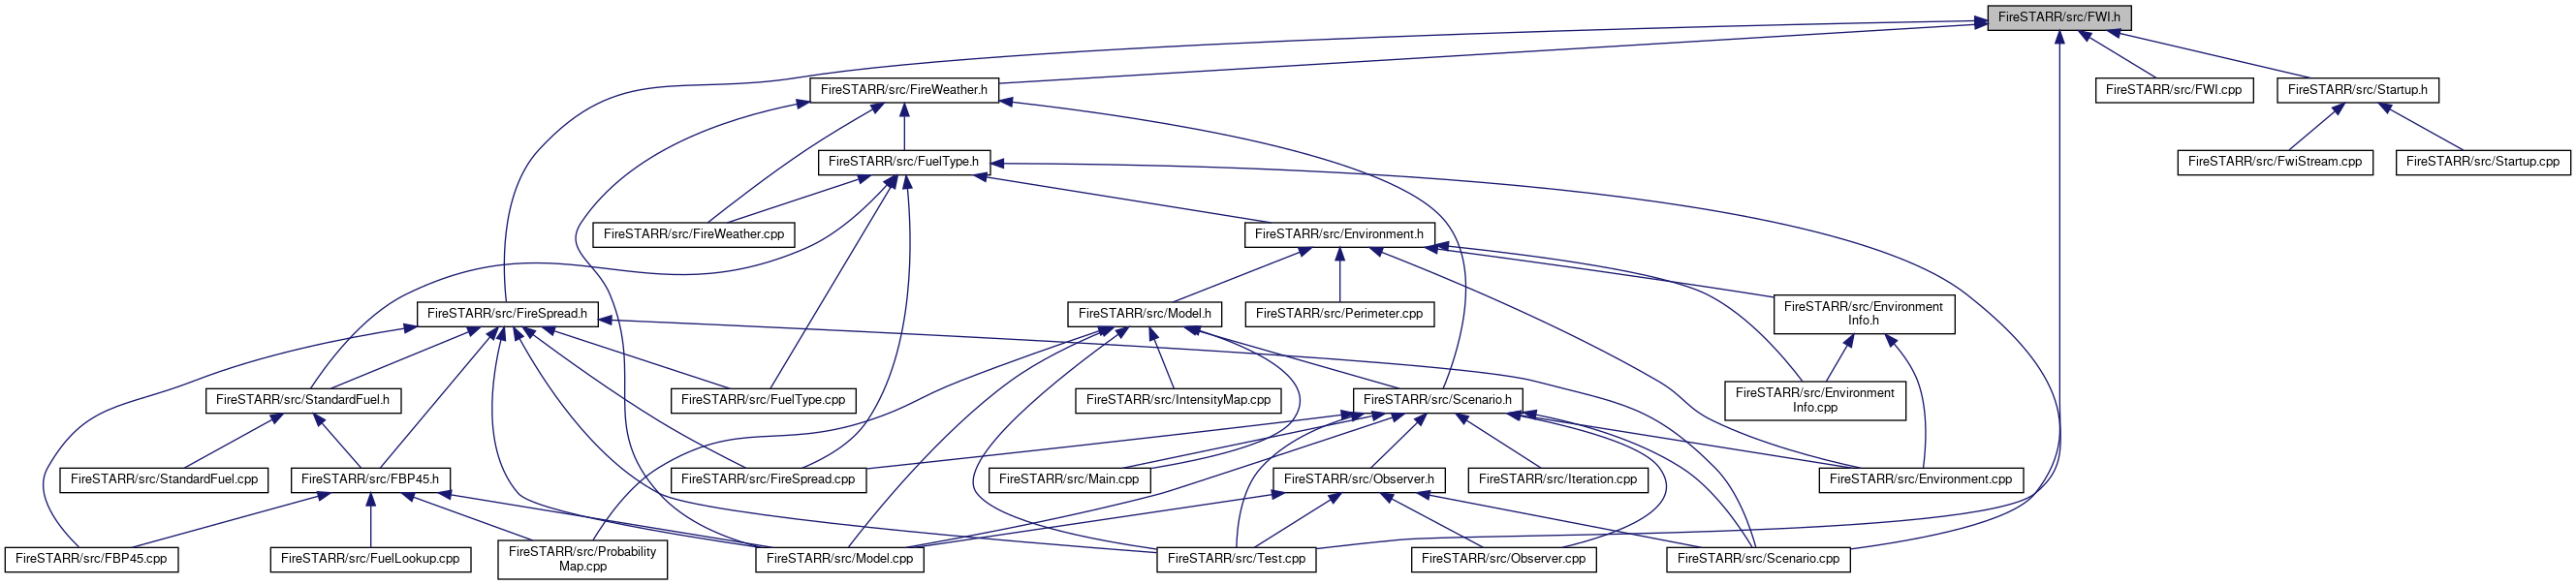 FireSTARR/src/FWI.h
FireSTARR/src/FireWeather.h
FireSTARR/src/FWI.cpp
FireSTARR/src/Startup.h
FireSTARR/src/FuelType.h
FireSTARR/src/FwiStream.cpp
FireSTARR/src/Startup.cpp
FireSTARR/src/FireWeather.cpp
FireSTARR/src/Environment.h
FireSTARR/src/FireSpread.h
FireSTARR/src/Model.h
FireSTARR/src/Perimeter.cpp
FireSTARR/src/Environment
Info.h
FireSTARR/src/StandardFuel.h
FireSTARR/src/FuelType.cpp
FireSTARR/src/IntensityMap.cpp
FireSTARR/src/Scenario.h
FireSTARR/src/Environment
Info.cpp
FireSTARR/src/StandardFuel.cpp
FireSTARR/src/FBP45.h
FireSTARR/src/FireSpread.cpp
FireSTARR/src/Main.cpp
FireSTARR/src/Observer.h
FireSTARR/src/Iteration.cpp
FireSTARR/src/Environment.cpp
FireSTARR/src/FBP45.cpp
FireSTARR/src/FuelLookup.cpp
FireSTARR/src/Probability
Map.cpp
FireSTARR/src/Model.cpp
FireSTARR/src/Test.cpp
FireSTARR/src/Observer.cpp
FireSTARR/src/Scenario.cpp